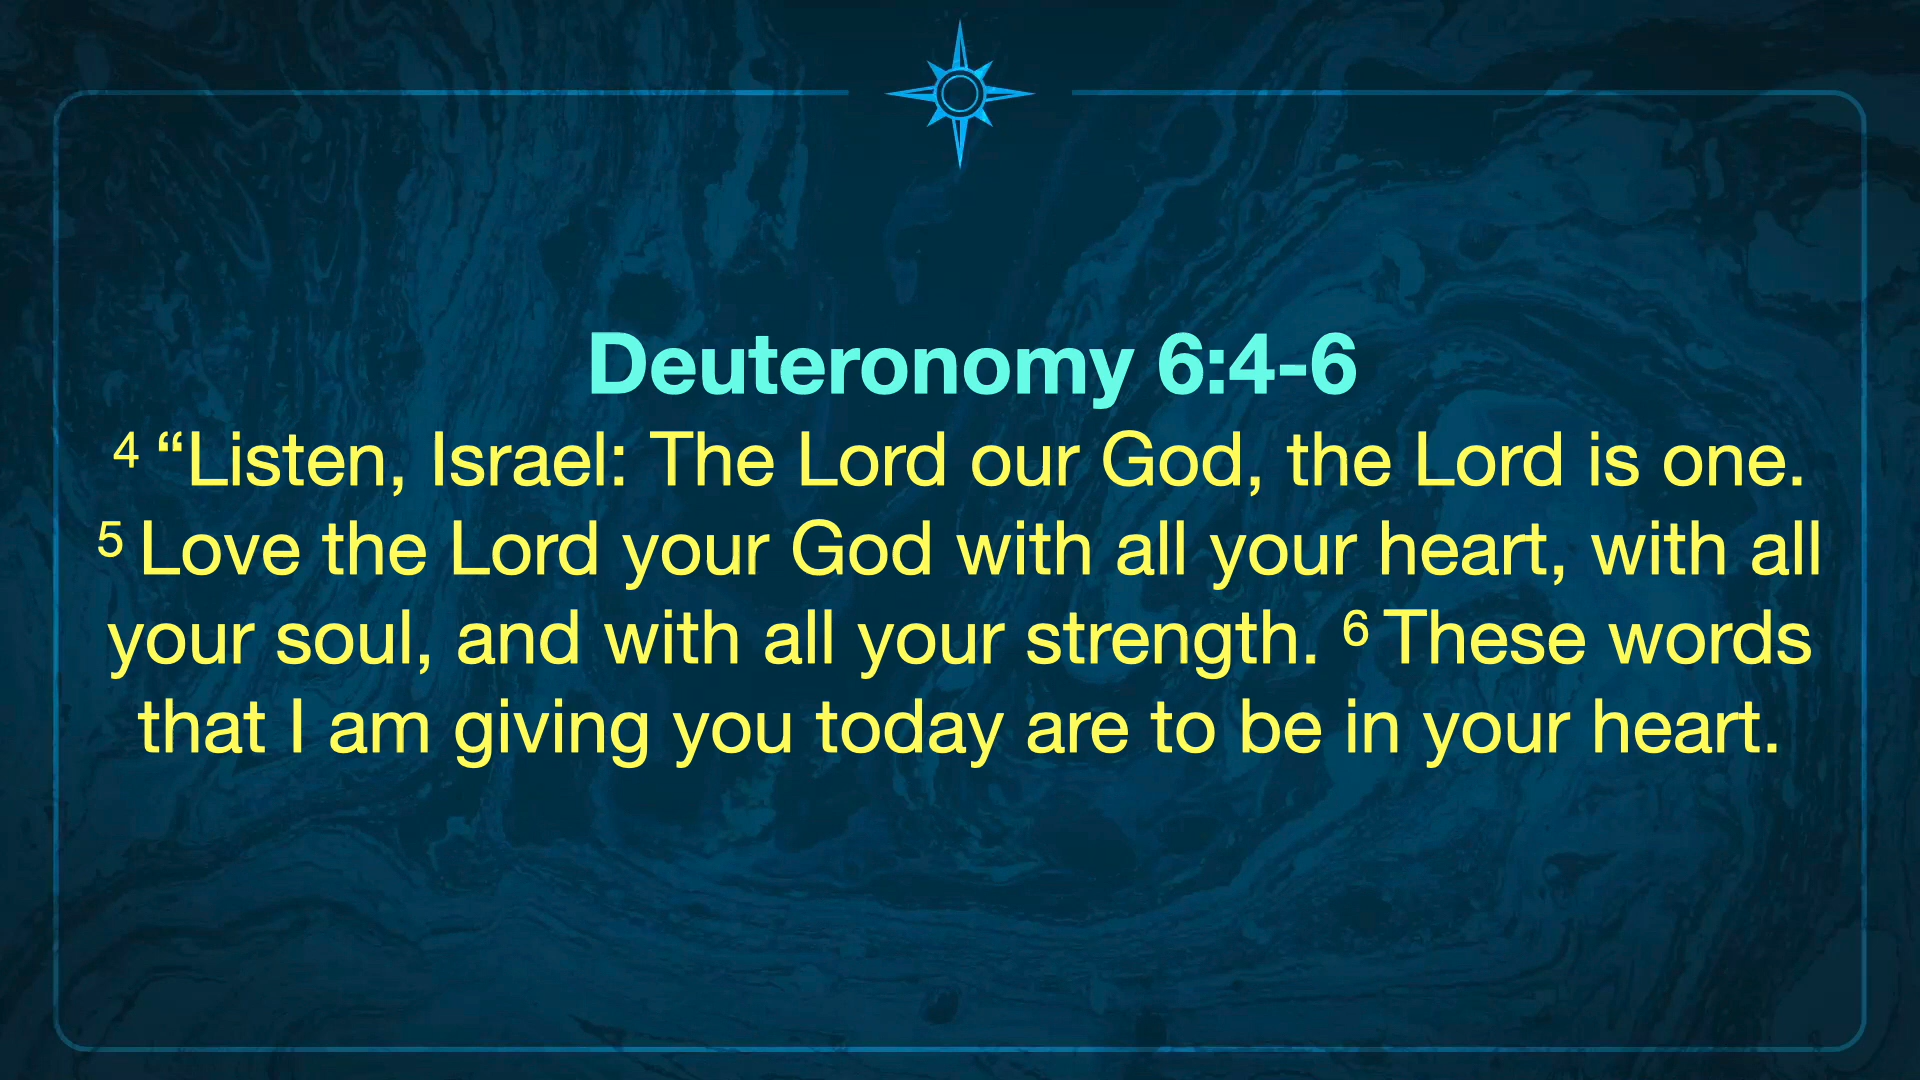 Deuteronomy 6:4-6
4 “Listen, Israel: The Lord our God, the Lord is one.
5 Love the Lord your God with all your heart, with all
your soul, and with all your strength. 6 These words
that I am giving you today are to be in your heart.